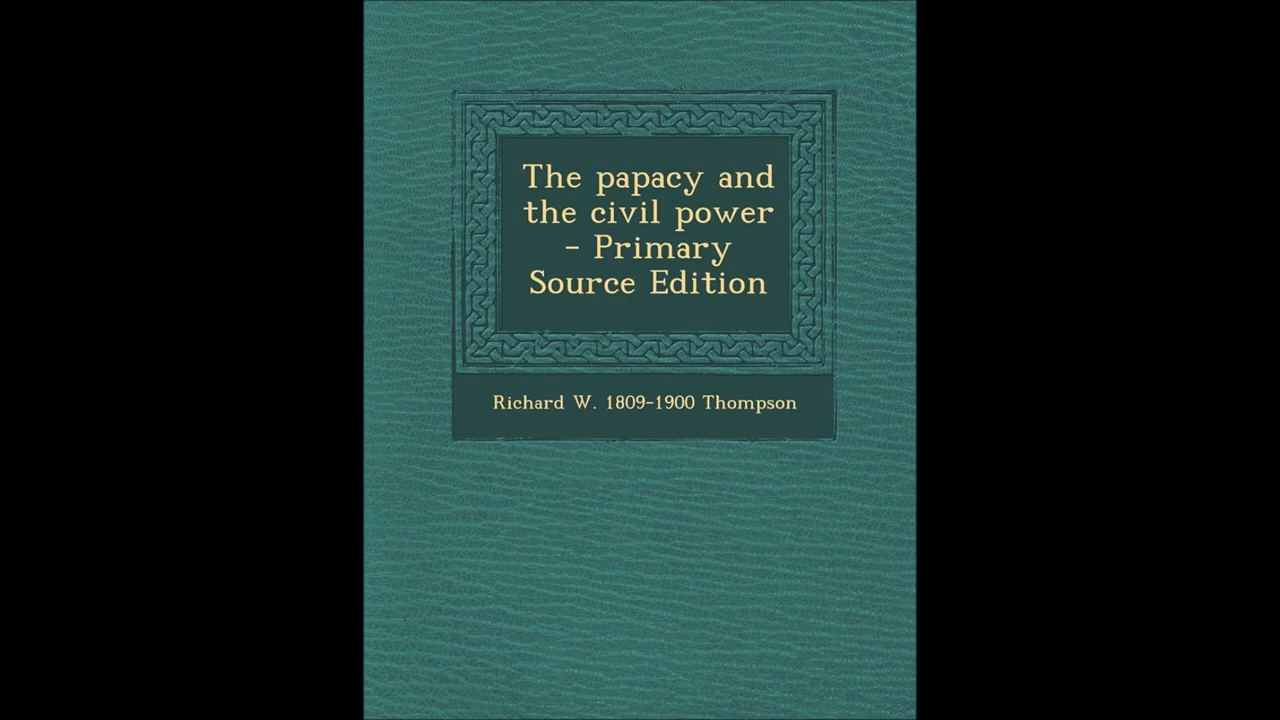 The papacy and
the civil power
- Primary
Source Edition
Richard W. 1809-1900 Thompson